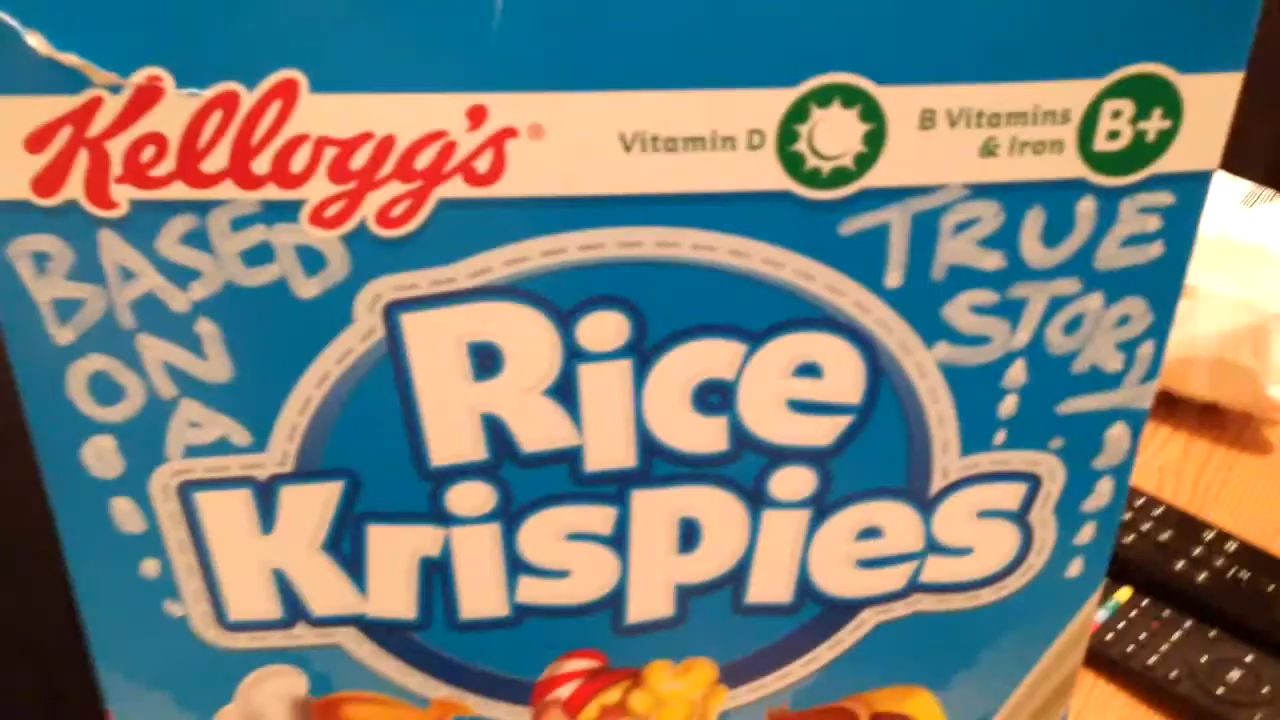 Kellogg's®
Vitamin D
B Vitamins
& Iron
B+
BASED
ON
A
TRUE
STORY
Rice
Krispies